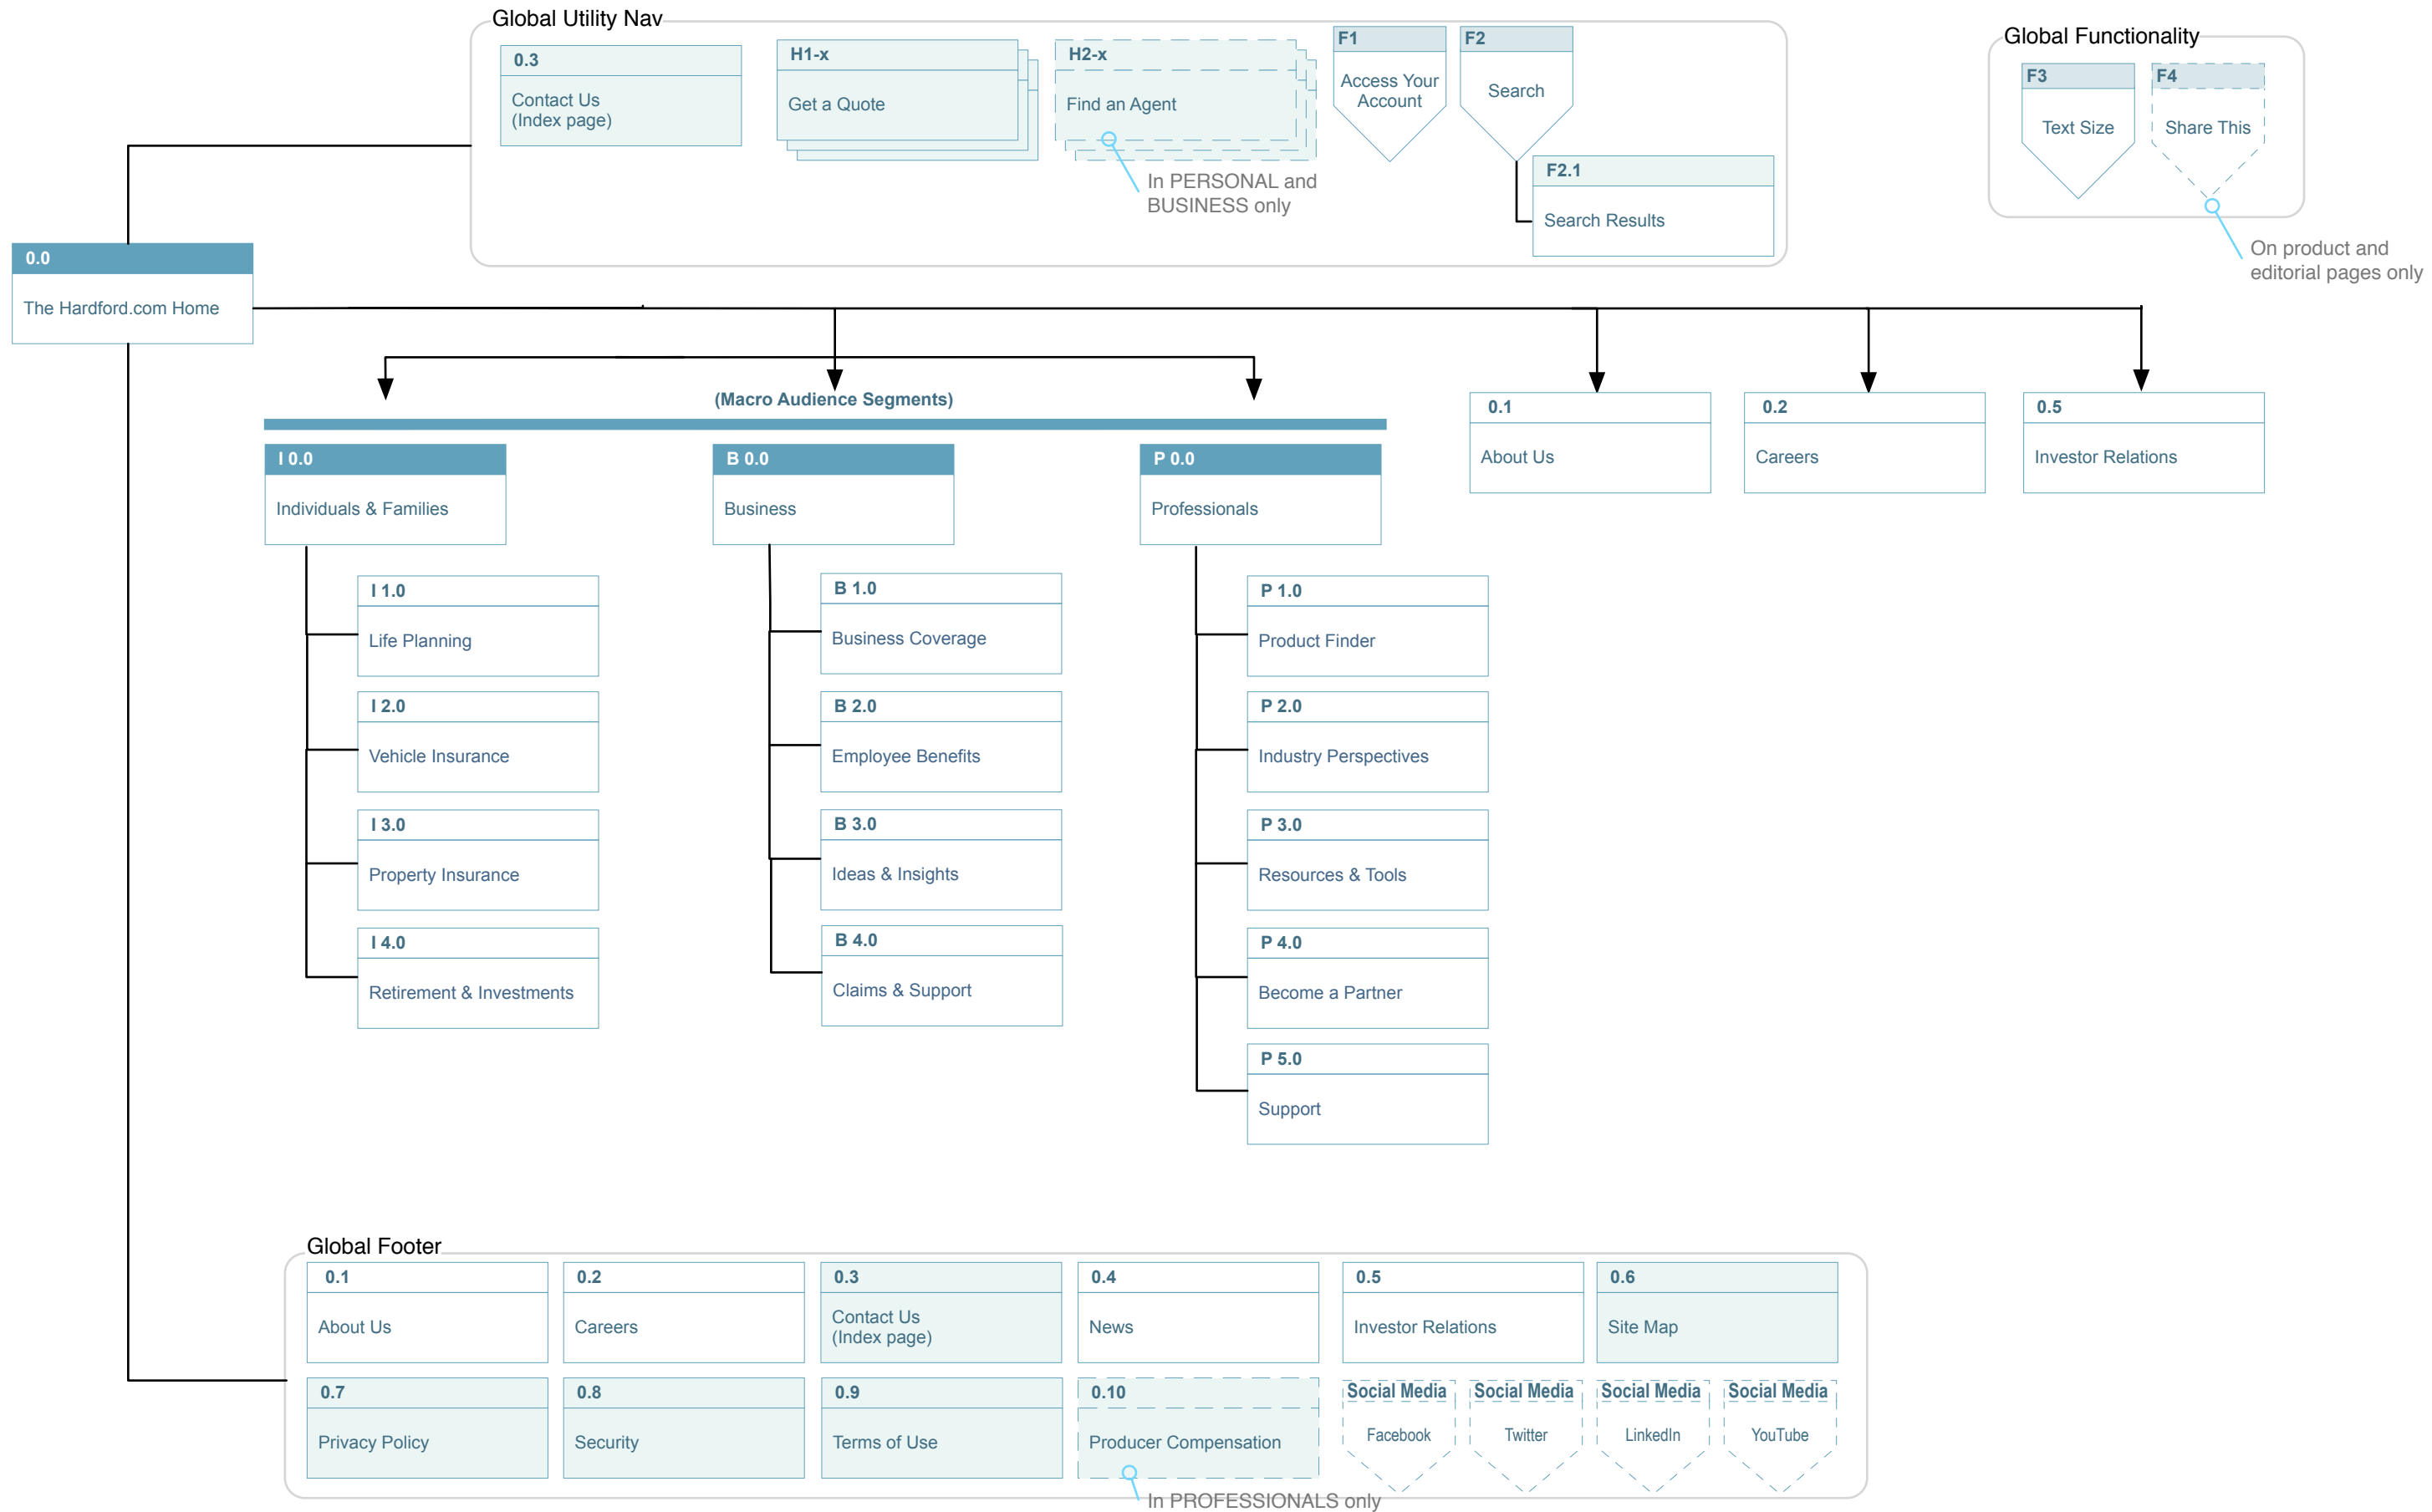 Global Utility Nav
0.3
Contact Us
(Index page)
H1-x
Get a Quote
H2-x
Find an Agent
In PERSONAL and
BUSINESS only
F1
Access Your
Account
F2
Search
F2.1
Search Results
Global Functionality
F3
Text Size
F4
Share This
On product and
editorial pages only
0.0
The Hardford.com Home
(Macro Audience Segments)
I 0.0
Individuals & Families
I 1.0
Life Planning
I 2.0
Vehicle Insurance
I 3.0
Property Insurance
I 4.0
Retirement & Investments
B 0.0
Business
B 1.0
Business Coverage
B 2.0
Employee Benefits
B 3.0
Ideas & Insights
B 4.0
Claims & Support
P 0.0
Professionals
P 1.0
Product Finder
P 2.0
Industry Perspectives
P 3.0
Resources & Tools
P 4.0
Become a Partner
P 5.0
Support
0.1
About Us
0.2
Careers
0.5
Investor Relations
Global Footer
0.1
About Us
0.2
Careers
0.3
Contact Us
(Index page)
0.4
News
0.5
Investor Relations
0.6
Site Map
0.7
Privacy Policy
0.8
Security
0.9
Terms of Use
0.10
Producer Compensation
In PROFESSIONALS only
Social Media
Facebook
Social Media
Twitter
Social Media
LinkedIn
Social Media
YouTube